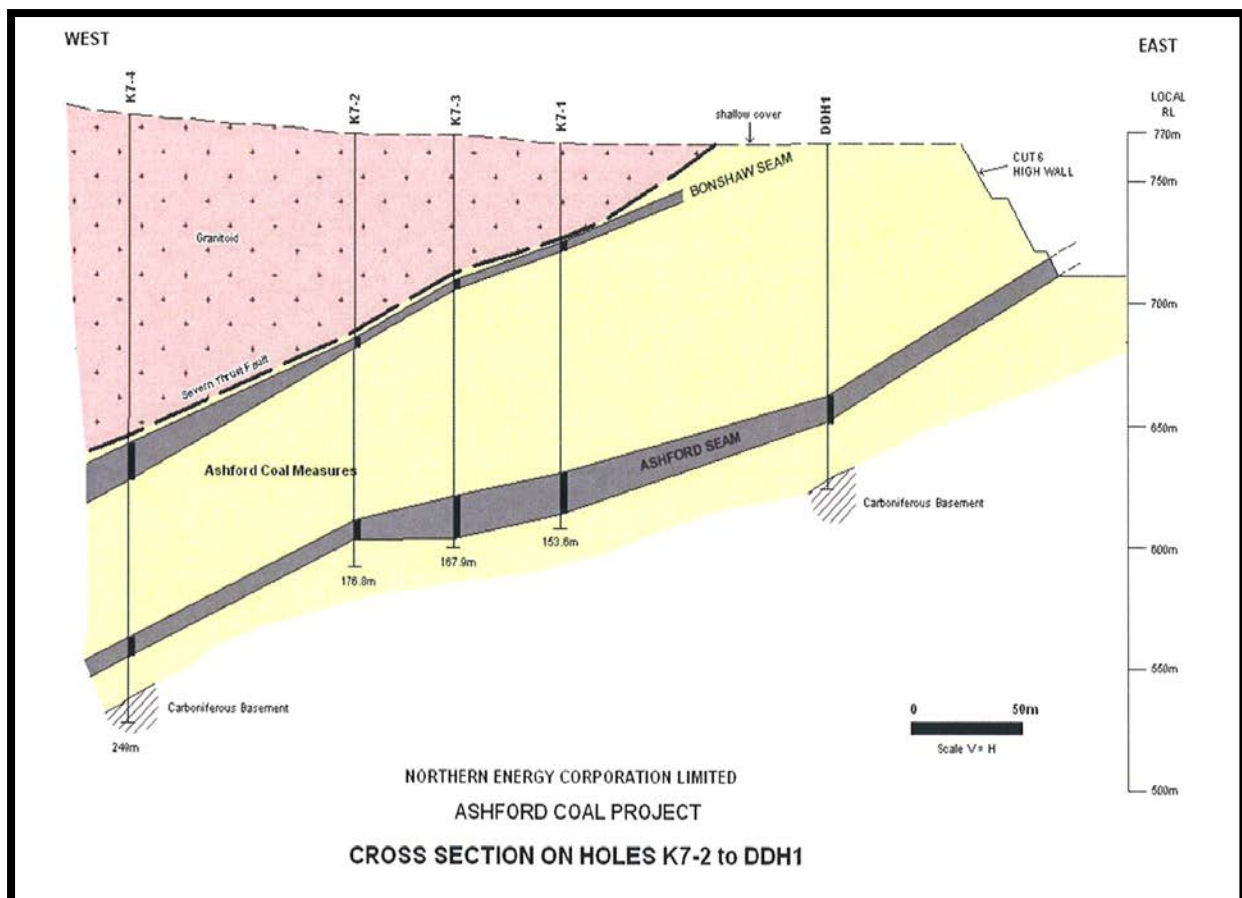 WEST
EAST
K7-4
K7-2
K7-3
K7-1
DDH1
shallow cover
LOCAL
RL
770m
750m
700m
650m
600m
550m
500m
CUT 6
HIGH WALL
BONSHAW SEAM
Granitoid
Severn Thrust Fault
Ashford Coal Measures
ASHFORD SEAM
Carboniferous Basement
153.6m
167.9m
176.8m
Carboniferous Basement
249m
0 50m
Scale V = H
NORTHERN ENERGY CORPORATION LIMITED
ASHFORD COAL PROJECT
CROSS SECTION ON HOLES K7-2 to DDH1